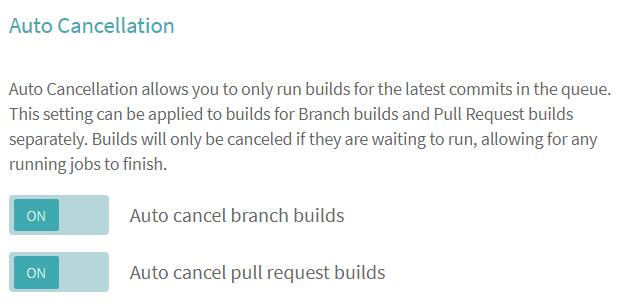 Auto Cancellation
Auto Cancellation allows you to only run builds for the latest commits in the queue.
This setting can be applied to builds for Branch builds and Pull Request builds
separately. Builds will only be canceled if they are waiting to run, allowing for any
running jobs to finish.
ON Auto cancel branch builds
ON Auto cancel pull request builds